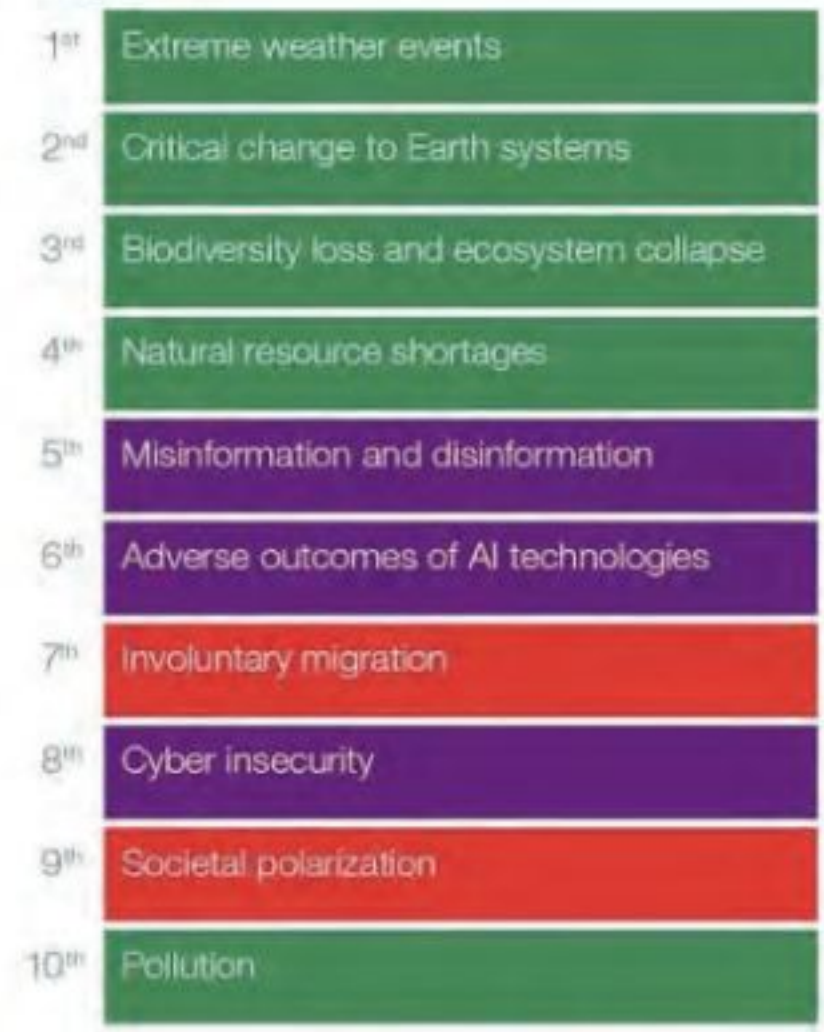 1st Extreme weather events
2nd Critical change to Earth systems
3rd Biodiversity loss and ecosystem collapse
4th Natural resource shortages
5th Misinformation and disinformation
6th Adverse outcomes of AI technologies
7th Involuntary migration
8th Cyber insecurity
9th Societal polarization
10th Pollution